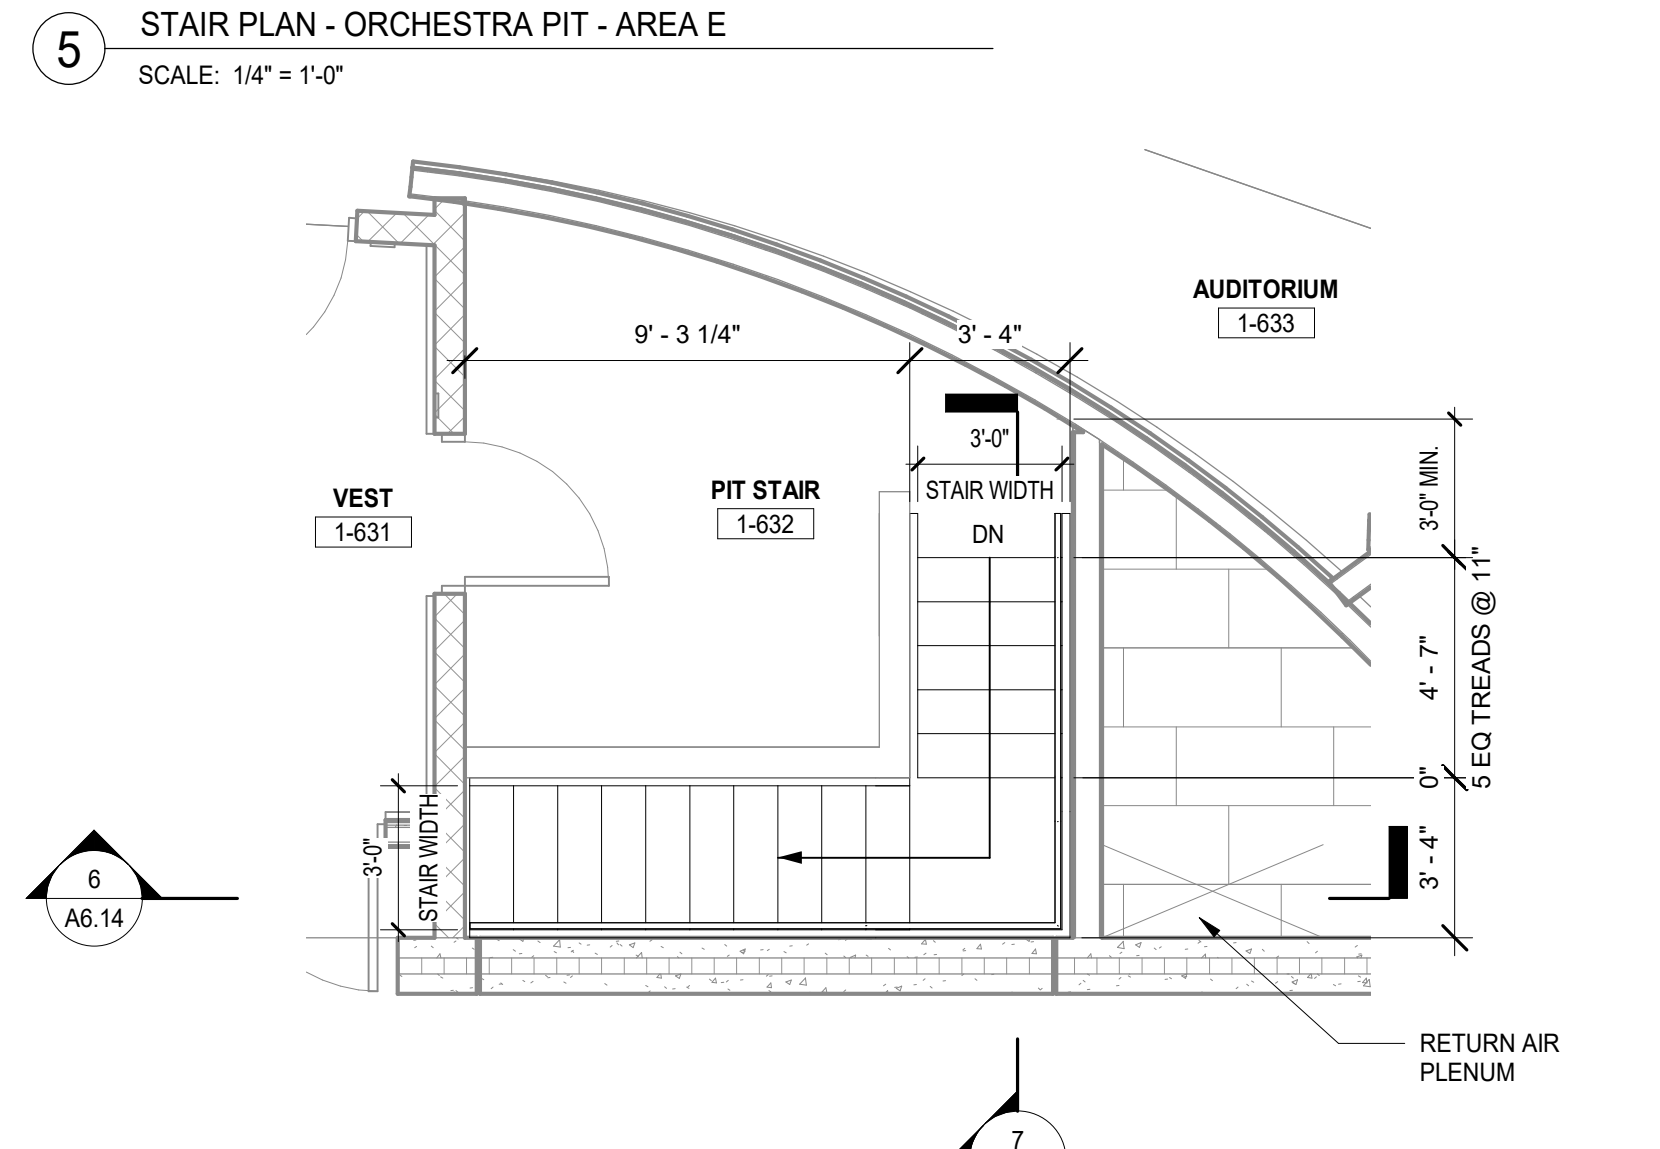 5
STAIR PLAN - ORCHESTRA PIT - AREA E
SCALE: 1/4" = 1'-0"
AUDITORIUM
1-633
9' - 3 1/4"
3' - 4"
3'-0"
STAIR WIDTH
DN
VEST
1-631
PIT STAIR
1-632
3'-0" MIN.
4' - 7"
5 EQ TREADS @ 11"
0"
3' - 4"
3'-0"
STAIR WIDTH
6
A6.14
RETURN AIR
PLENUM
7